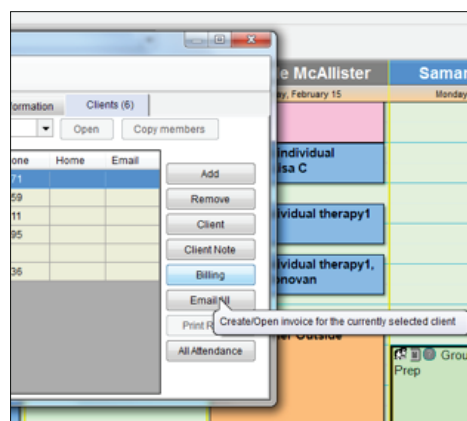 e McAllister
Samar
ay, February 15
Monday
formation
Clients (6)
Open
Copy members
one Home Email
71
59
11
95
36
Add
Remove
Client
Client Note
Billing
Email All
Create/Open invoice for the currently selected client
All Attendance
individual
isa C
ividual therapy1
ividual therapy1,
onovan
er Outside
Grou
Prep